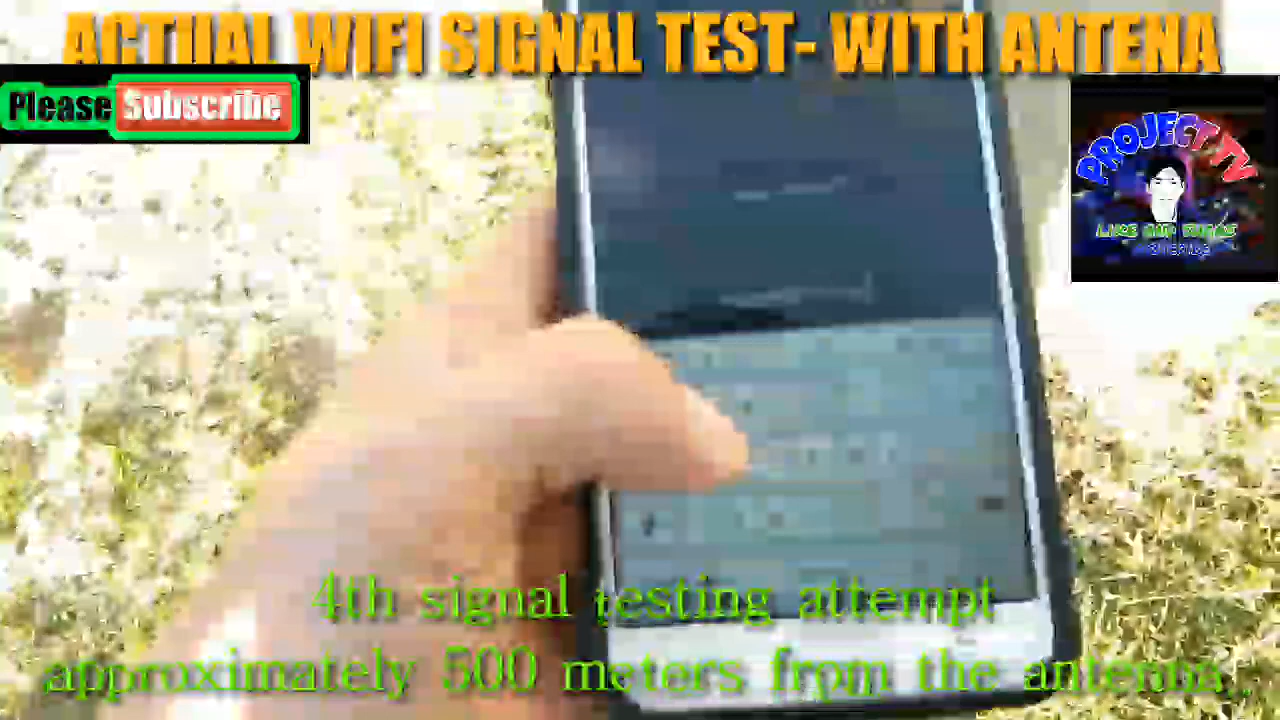 ACTUAL WIFI SIGNAL TEST- WITH ANTENA
Please Subscribe
PROJECT TV
4th signal testing attempt
approximately 500 meters from the antenna